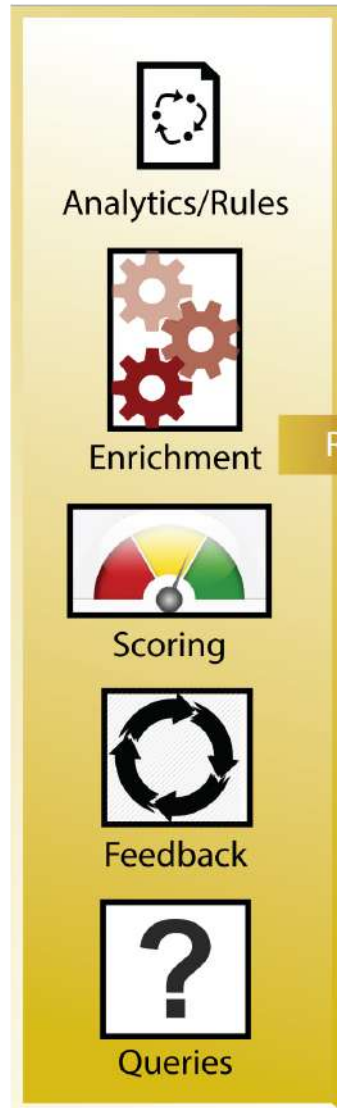 Analytics/Rules
Enrichment
Scoring
Feedback
?
Queries